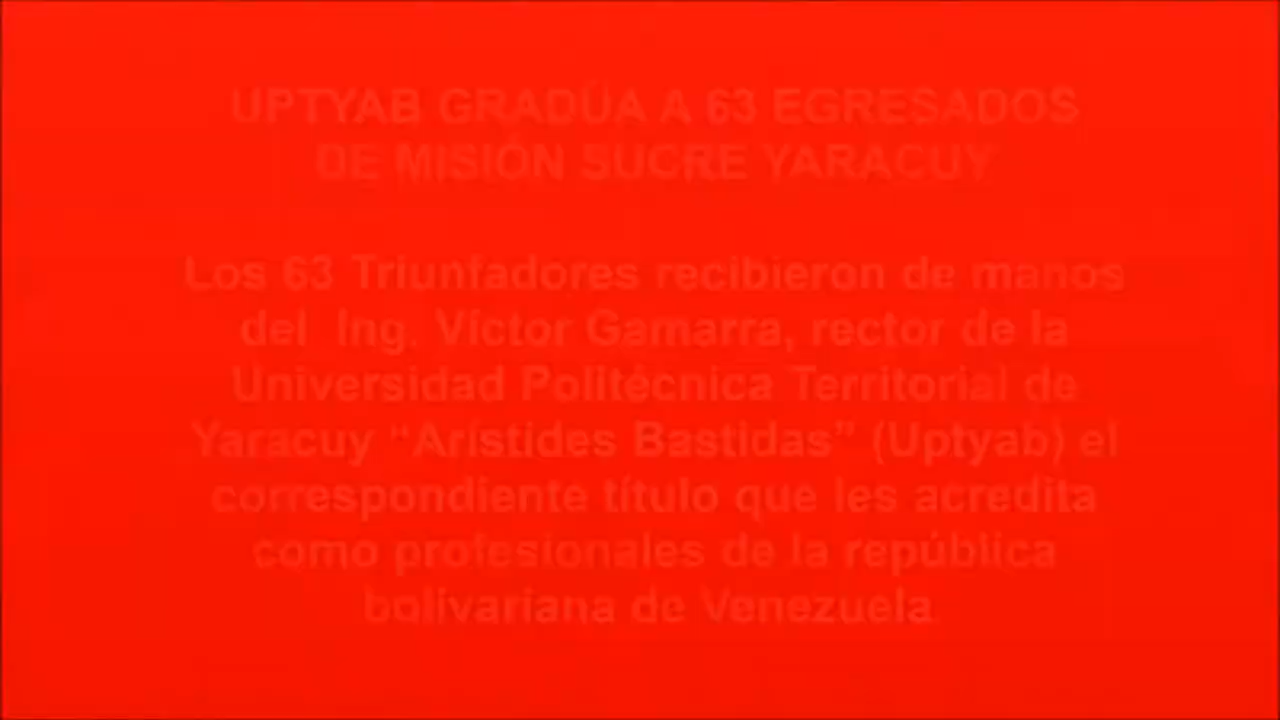 UPTYAB GRADÚA A 63 EGRESADOS
DE MISIÓN SUCRE YARACUY
Los 63 Triunfadores recibieron de manos
del Ing. Víctor Gamarra, rector de la
Universidad Politécnica Territorial de
Yaracuy “Arístides Bastidas” (Uptyab) el
correspondiente título que les acredita
como profesionales de la república
bolivariana de Venezuela